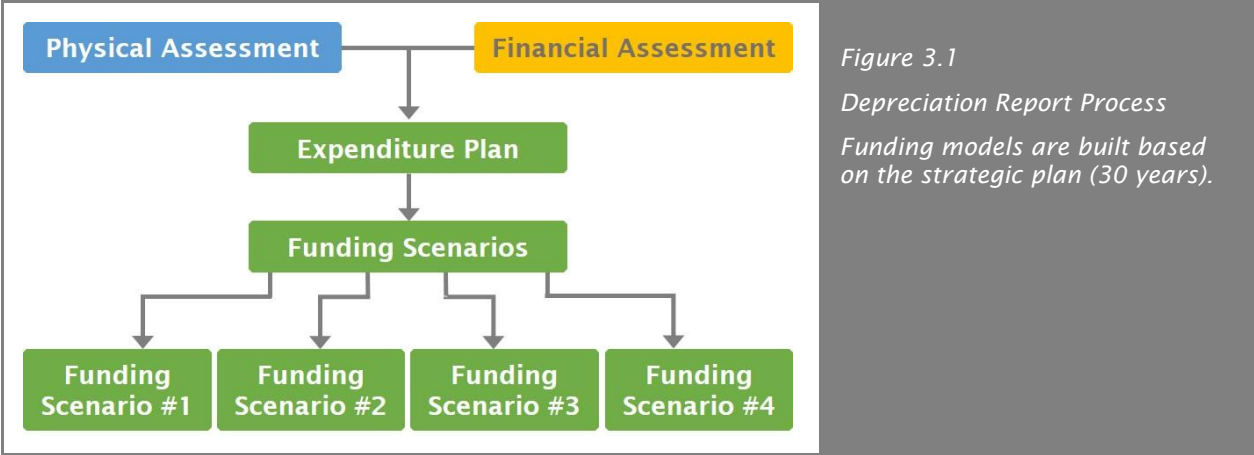 Physical Assessment
Financial Assessment
Expenditure Plan
Funding Scenarios
Funding
Scenario #1
Funding
Scenario #2
Funding
Scenario #3
Funding
Scenario #4
Figure 3.1
Depreciation Report Process
Funding models are built based
on the strategic plan (30 years).